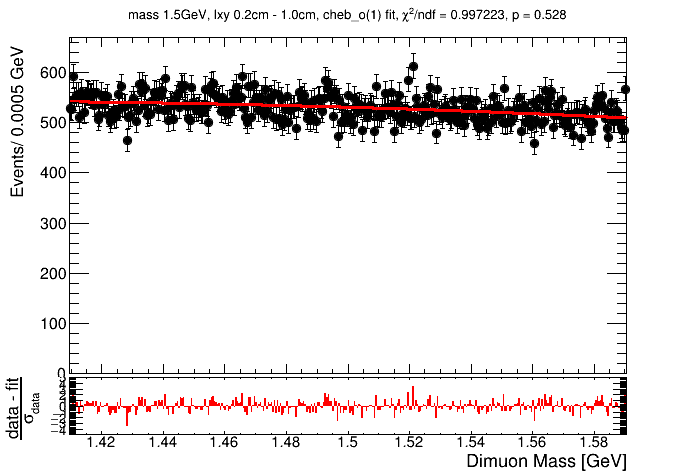 mass 1.5GeV, lxy 0.2cm - 1.0cm, cheb_o(1) fit, χ²/ndf = 0.997223, p = 0.528
Events/ 0.0005 GeV
600
500
400
300
200
100
0
data - fit
σdata
2
0
1.42 1.44 1.46 1.48 1.5 1.52 1.54 1.56 1.58
Dimuon Mass [GeV]